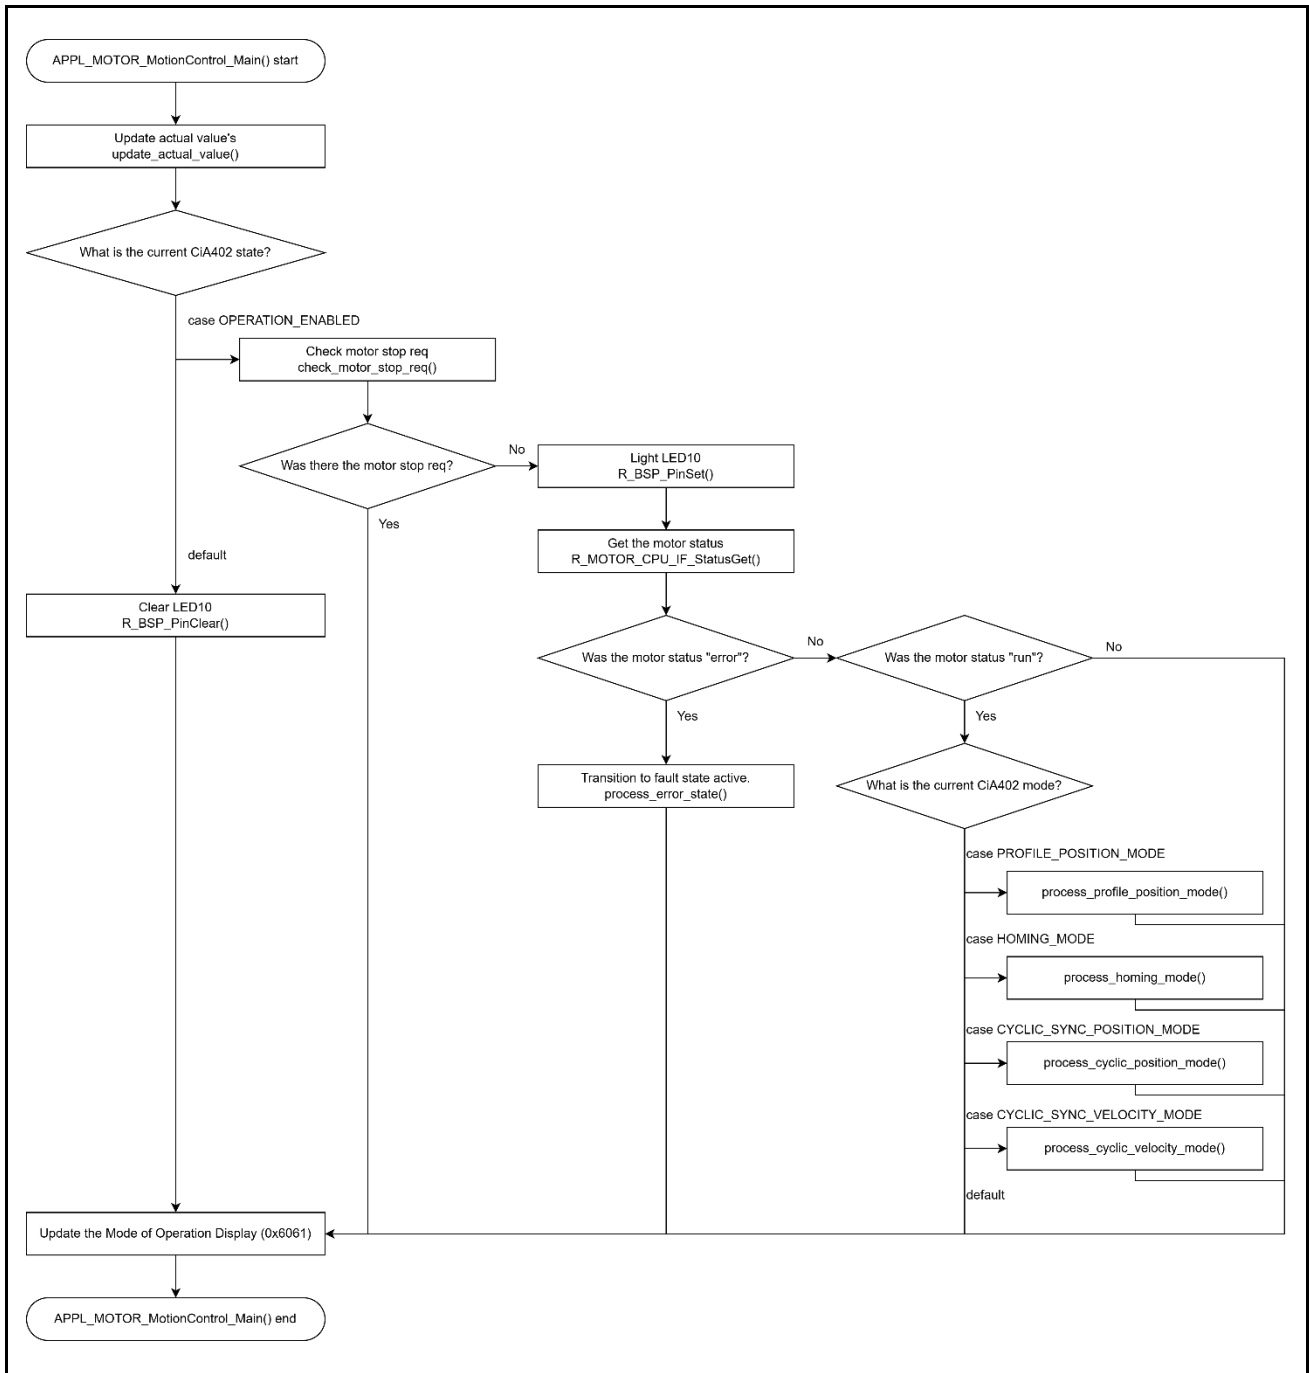 APPL_MOTOR_MotionControl_Main() start
Update actual value's
update_actual_value()
What is the current CiA402 state?
case OPERATION_ENABLED
Check motor stop req
check_motor_stop_req()
Was there the motor stop req?
No
Light LED10
R_BSP_PinSet()
Yes
Get the motor status
R_MOTOR_CPU_IF_StatusGet()
default
Clear LED10
R_BSP_PinClear()
Was the motor status "error"?
No
Was the motor status "run"?
No
Yes
Yes
Transition to fault state active.
process_error_state()
What is the current CiA402 mode?
case PROFILE_POSITION_MODE
process_profile_position_mode()
case HOMING_MODE
process_homing_mode()
case CYCLIC_SYNC_POSITION_MODE
process_cyclic_position_mode()
case CYCLIC_SYNC_VELOCITY_MODE
process_cyclic_velocity_mode()
default
Update the Mode of Operation Display (0x6061)
APPL_MOTOR_MotionControl_Main() end